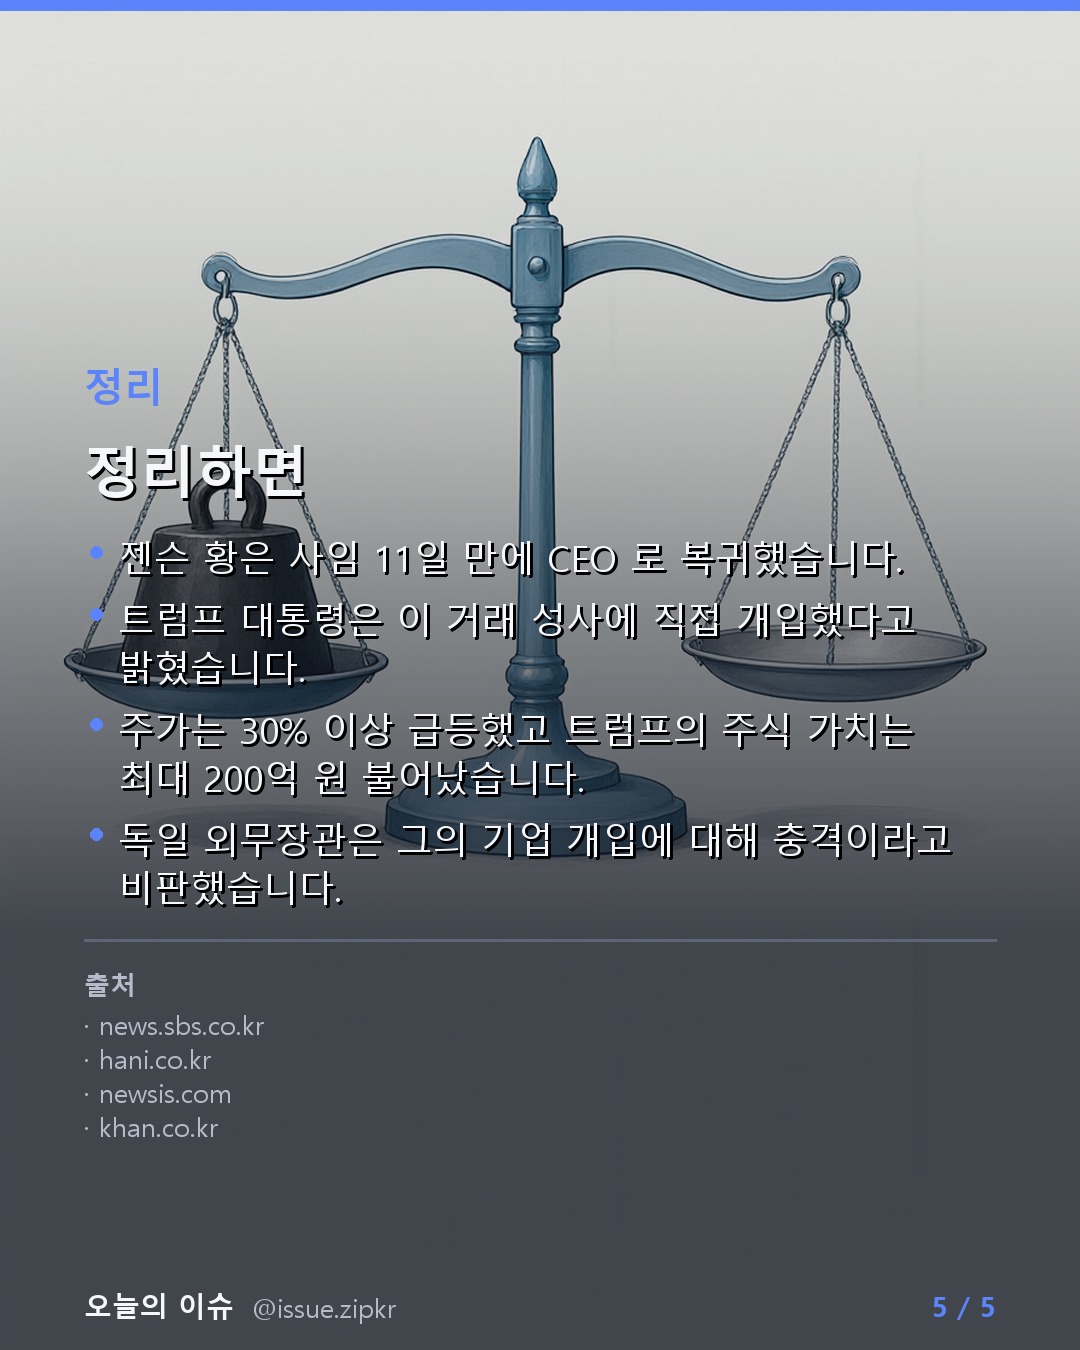 정리
정리하면
• 젠슨 황은 사임 11일 만에 CEO 로 복귀했습니다.
• 트럼프 대통령은 이 거래 성사에 직접 개입했다고
밝혔습니다.
• 주가는 30% 이상 급등했고 트럼프의 주식 가치는
최대 200억 원 불어났습니다.
• 독일 외무장관은 그의 기업 개입에 대해 충격이라고
비판했습니다.
출처
· news.sbs.co.kr
· hani.co.kr
· newsis.com
· khan.co.kr
오늘의 이슈 @issue.zipkr 5 / 5